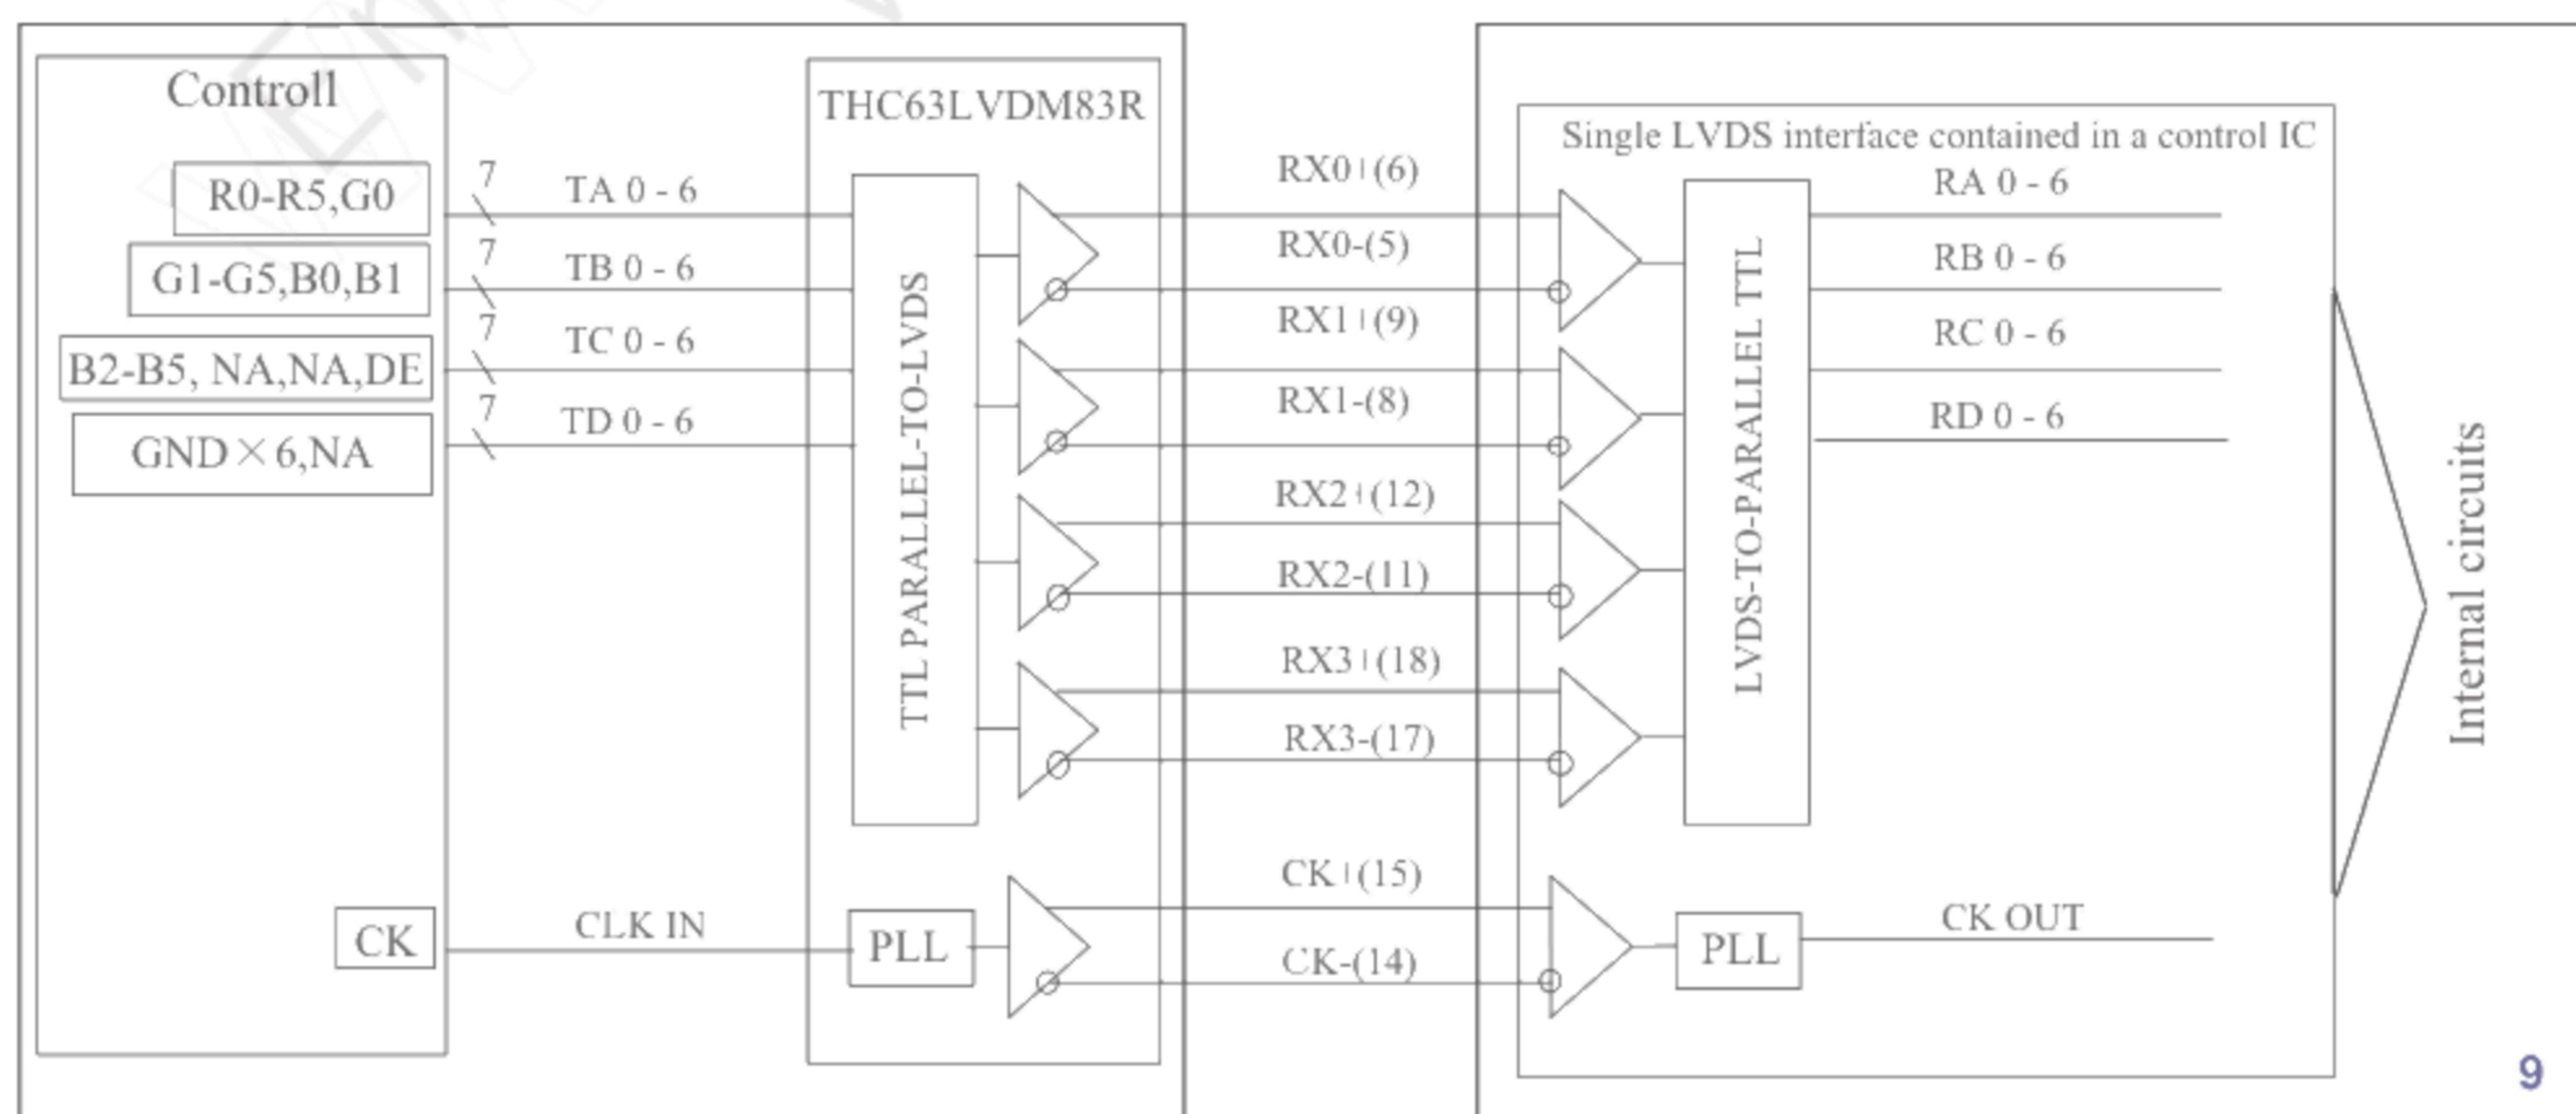 Controll
R0-R5,G0
G1-G5,B0,B1
B2-B5, NA,NA,DE
GND×6,NA
CK
7
TA 0 - 6
7
TB 0 - 6
7
TC 0 - 6
7
TD 0 - 6
CLK IN
THC63LVDM83R
TTL PARALLEL-TO-LVDS
PLL
RX0+(6)
RX0-(5)
RX1+(9)
RX1-(8)
RX2+(12)
RX2-(11)
RX3+(18)
RX3-(17)
CK+(15)
CK-(14)
Single LVDS interface contained in a control IC
LVDS-TO-PARALLEL TTL
PLL
RA 0 - 6
RB 0 - 6
RC 0 - 6
RD 0 - 6
CK OUT
Internal circuits
9